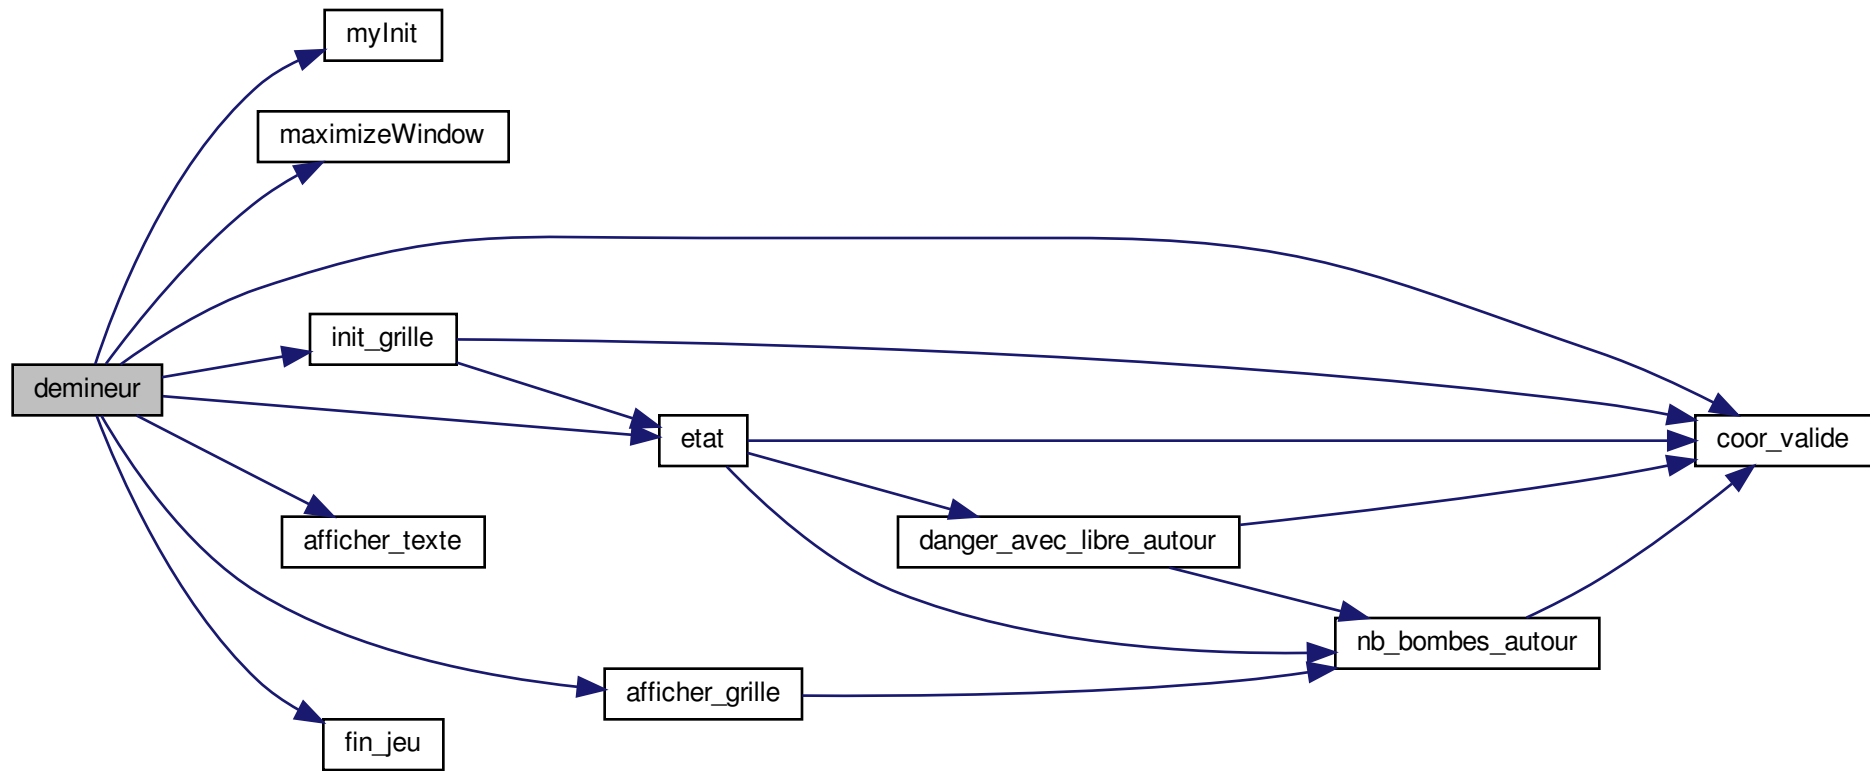 myInit
maximizeWindow
init_grille
demineur
etat
coor_valide
afficher_texte
danger_avec_libre_autour
nb_bombes_autour
afficher_grille
fin_jeu